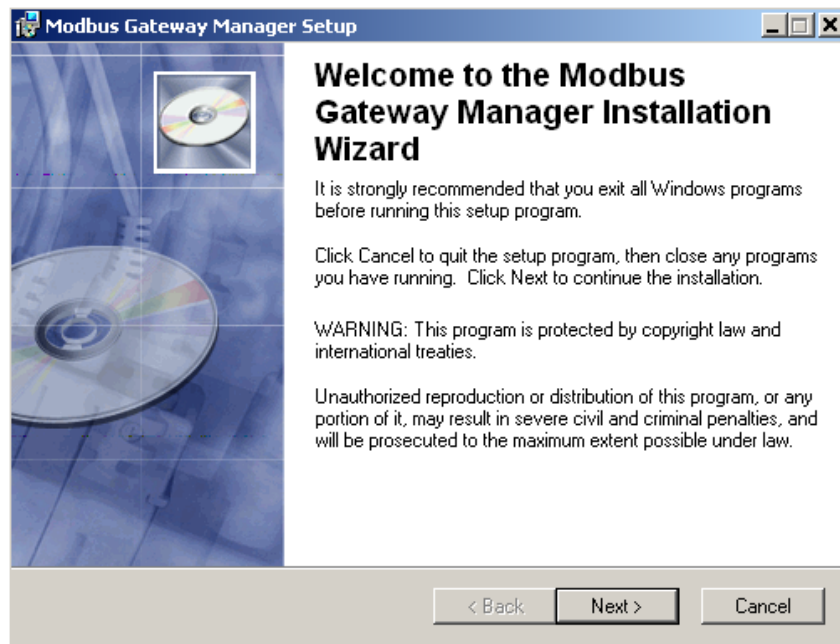 Modbus Gateway Manager Setup
Welcome to the Modbus
Gateway Manager Installation
Wizard
It is strongly recommended that you exit all Windows programs
before running this setup program.
Click Cancel to quit the setup program, then close any programs
you have running.  Click Next to continue the installation.
WARNING: This program is protected by copyright law and
international treaties.
Unauthorized reproduction or distribution of this program, or any
portion of it, may result in severe civil and criminal penalties, and
will be prosecuted to the maximum extent possible under law.
< Back
Next >
Cancel